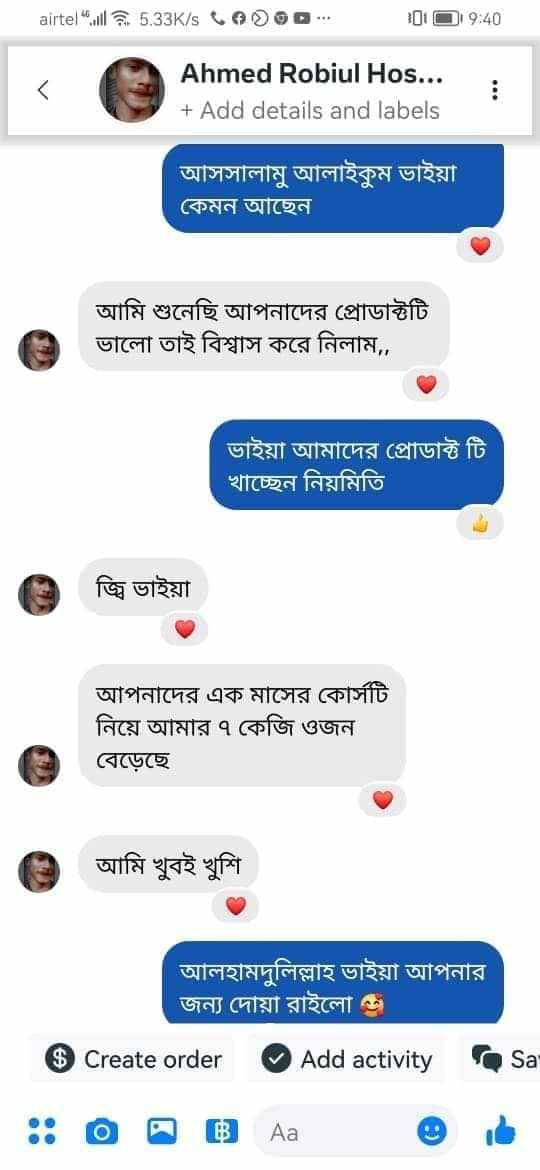 airtel 4G 5.33K/s ... 9:40
Ahmed Robiul Hos...
+ Add details and labels
আসসালামু আলাইকুম ভাইয়া
কেমন আছেন
আমি শুনেছি আপনাদের প্রোডাক্টটি
ভালো তাই বিশ্বাস করে নিলাম,,
ভাইয়া আমাদের প্রোডাক্ট টি
খাচ্ছেন নিয়মিতি
জ্বি ভাইয়া
আপনাদের এক মাসের কোর্সটি
নিয়ে আমার ৭ কেজি ওজন
বেড়েছে
আমি খুবই খুশি
আলহামদুলিল্লাহ ভাইয়া আপনার
জন্য দোয়া রাইলো 🥰
Create order Add activity Sa
Aa